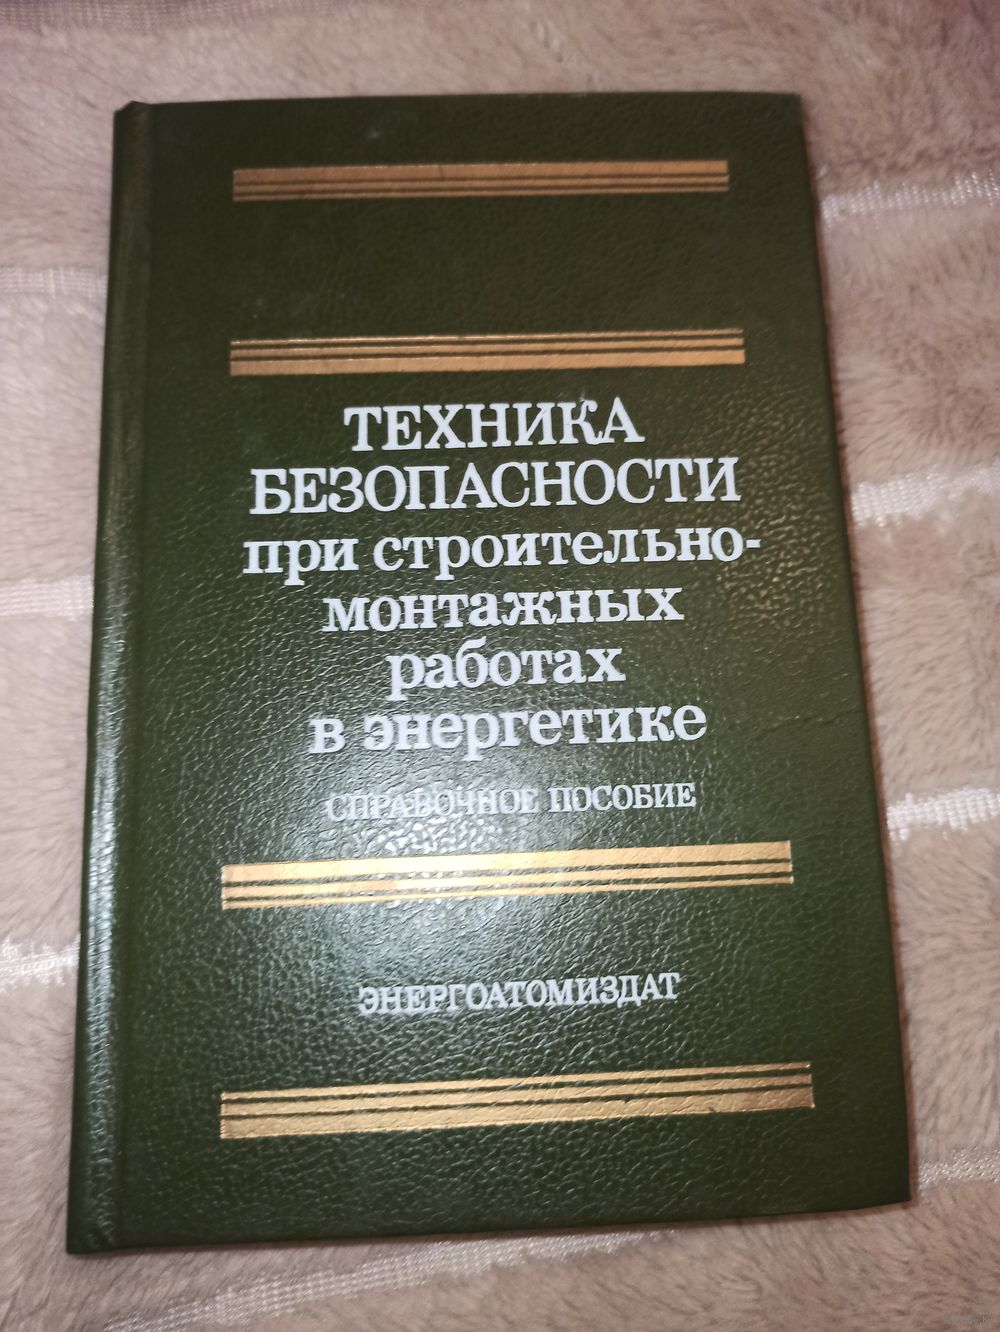 ТЕХНИКА
БЕЗОПАСНОСТИ
при строительно-
монтажных
работах
в энергетике
СПРАВОЧНОЕ ПОСОБИЕ
ЭНЕРГОАТОМИЗДАТ